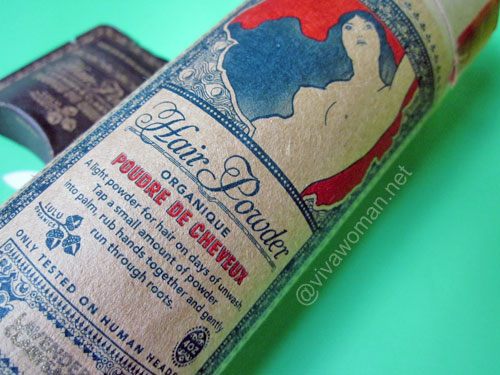 Hair Powder
ORGANIQUE
POUDRE DE CHEVEUX
A light powder for hair on days of unwash.
Tap a small amount of powder
into palm, rub hands together and gently
run through roots.
LULU
ONLY TESTED ON HUMAN HEADS
@vivawoman.net